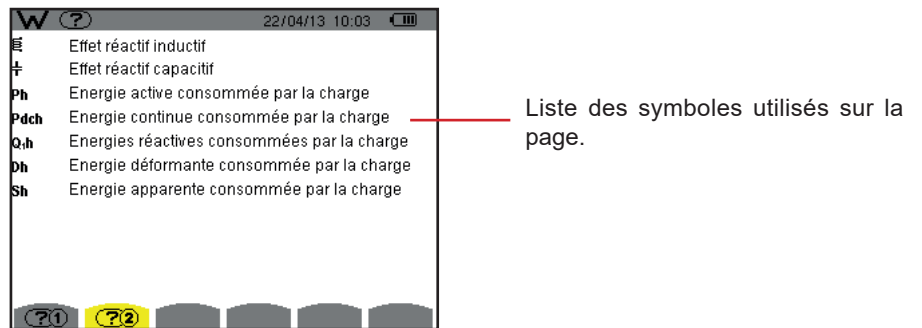 W ? 22/04/13 10:03
Effet réactif inductif
Effet réactif capacitif
Ph Energie active consommée par la charge
Pdch Energie continue consommée par la charge
Q₁h Energies réactives consommées par la charge
Dh Energie déformante consommée par la charge
Sh Energie apparente consommée par la charge
?1 ?2
Liste des symboles utilisés sur la
page.